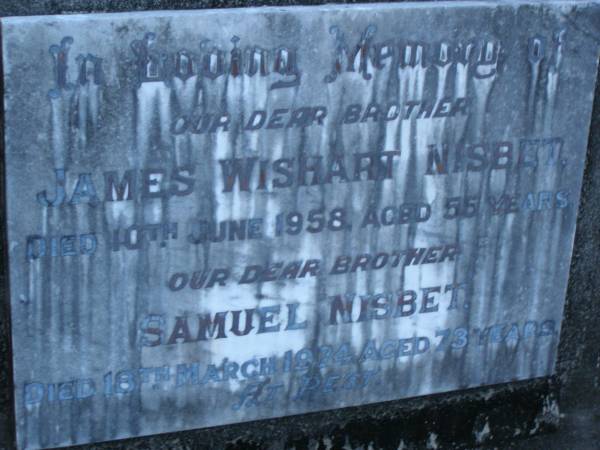 In Loving Memory of
OUR DEAR BROTHER
JAMES WISHART NISBET.
DIED 10TH JUNE 1958, AGED 55 YEARS
OUR DEAR BROTHER
SAMUEL NISBET.
DIED 18TH MARCH 1974 AGED 73 YEARS.
AT REST.